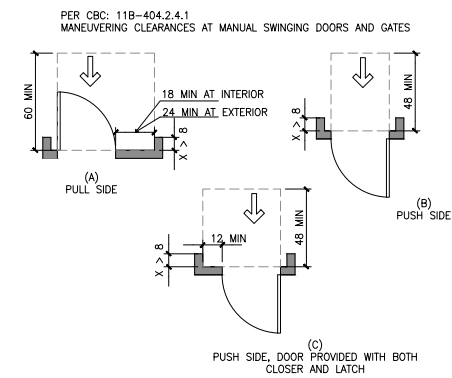 PER CBC: 11B-404.2.4.1
MANEUVERING CLEARANCES AT MANUAL SWINGING DOORS AND GATES
60 MIN
18 MIN AT INTERIOR
24 MIN AT EXTERIOR
X > 8
(A)
PULL SIDE
48 MIN
X > 8
(B)
PUSH SIDE
12 MIN
48 MIN
X > 8
(C)
PUSH SIDE, DOOR PROVIDED WITH BOTH
CLOSER AND LATCH